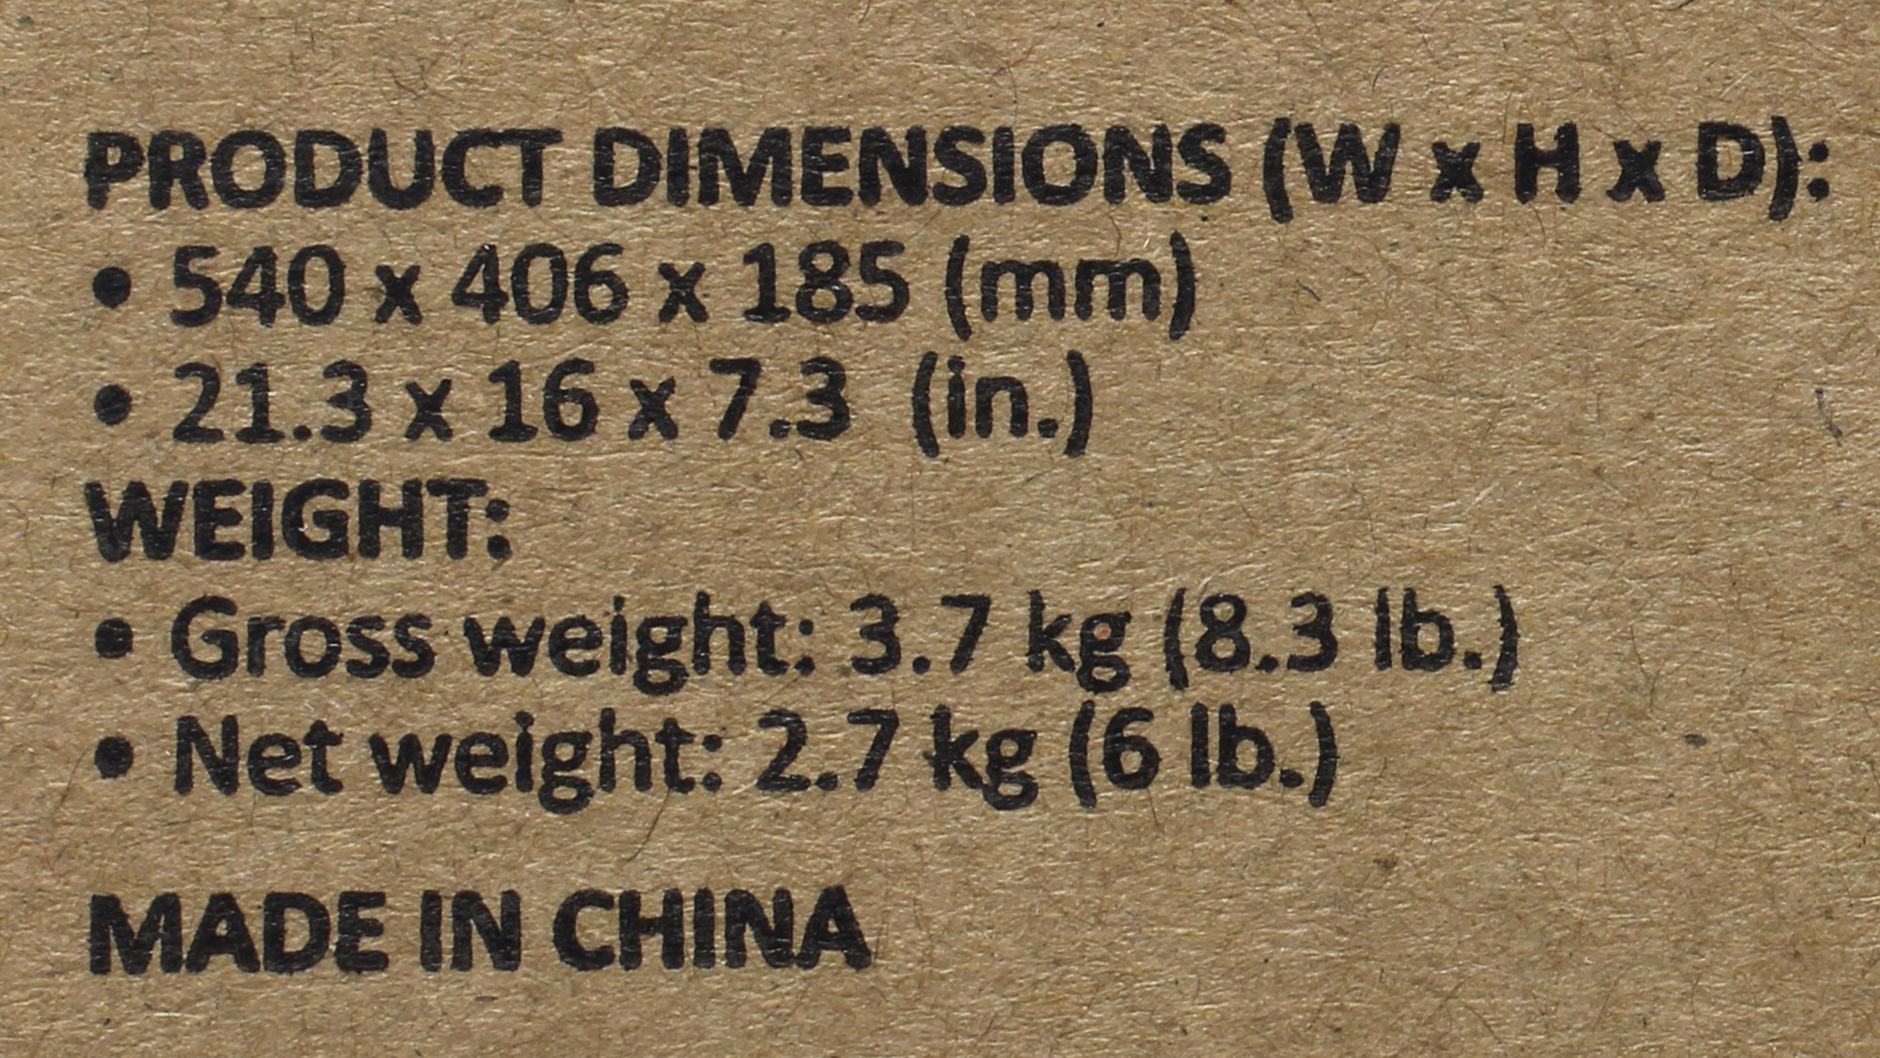 PRODUCT DIMENSIONS (W x H x D):
• 540 x 406 x 185 (mm)
• 21.3 x 16 x 7.3 (in.)
WEIGHT:
• Gross weight: 3.7 kg (8.3 lb.)
• Net weight: 2.7 kg (6 lb.)
MADE IN CHINA